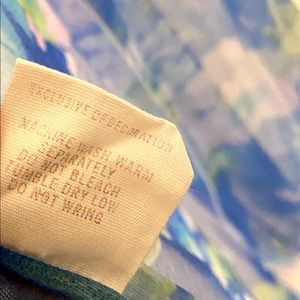 EXCLUSIVE OF DECORATION
MACHINE WASH WARM
SEPARATELY
DO NOT BLEACH
TUMBLE DRY LOW
DO NOT WRING